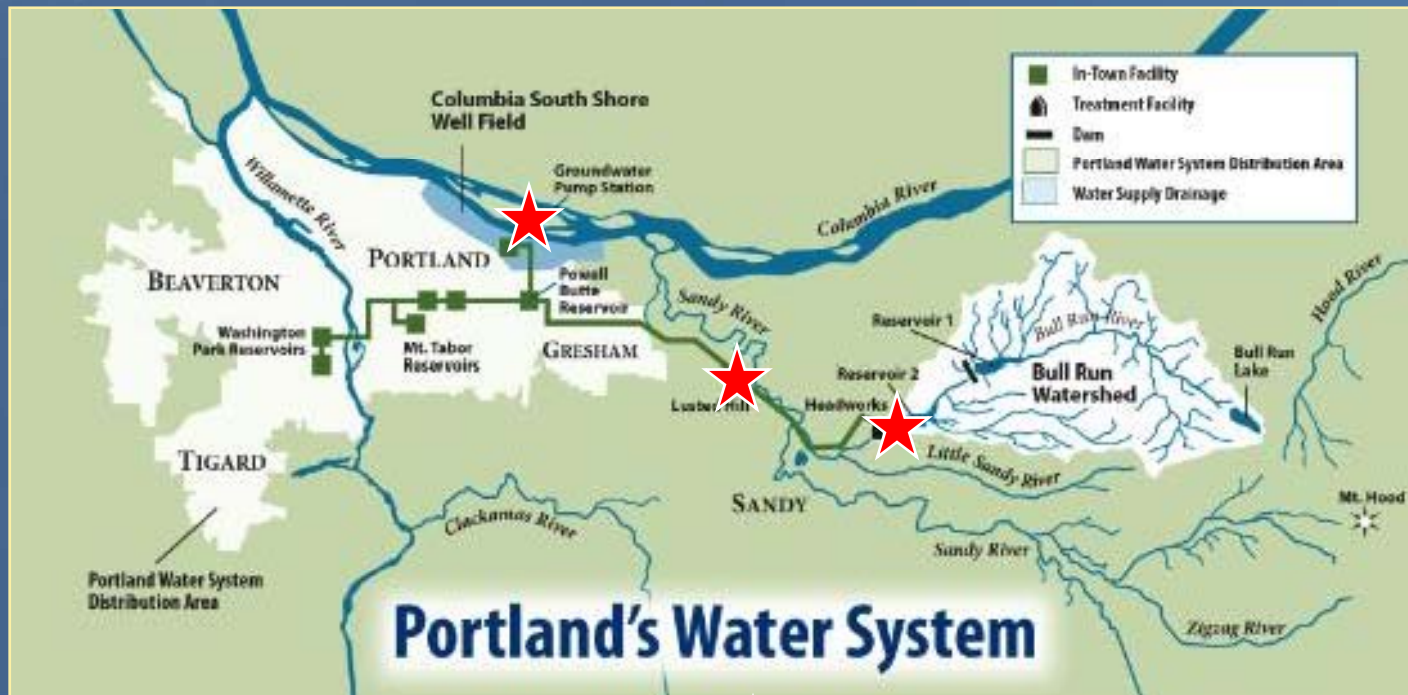 Columbia South Shore
Well Field
Groundwater
Pump Station
In-Town Facility
Treatment Facility
Dam
Portland Water System Distribution Area
Water Supply Drainage
Willamette River
Columbia River
PORTLAND
BEAVERTON
Powell
Butte
Reservoir
Sandy River
Hood River
Washington
Park Reservoirs
Mt. Tabor
Reservoirs
GRESHAM
Reservoir 1
Bull Run River
Bull Run
Lake
Bull Run
Watershed
Reservoir 2
Headworks
Little Sandy River
TIGARD
SANDY
Mt. Hood
Clackamas River
Sandy River
Zigzag River
Portland Water System
Distribution Area
Portland's Water System